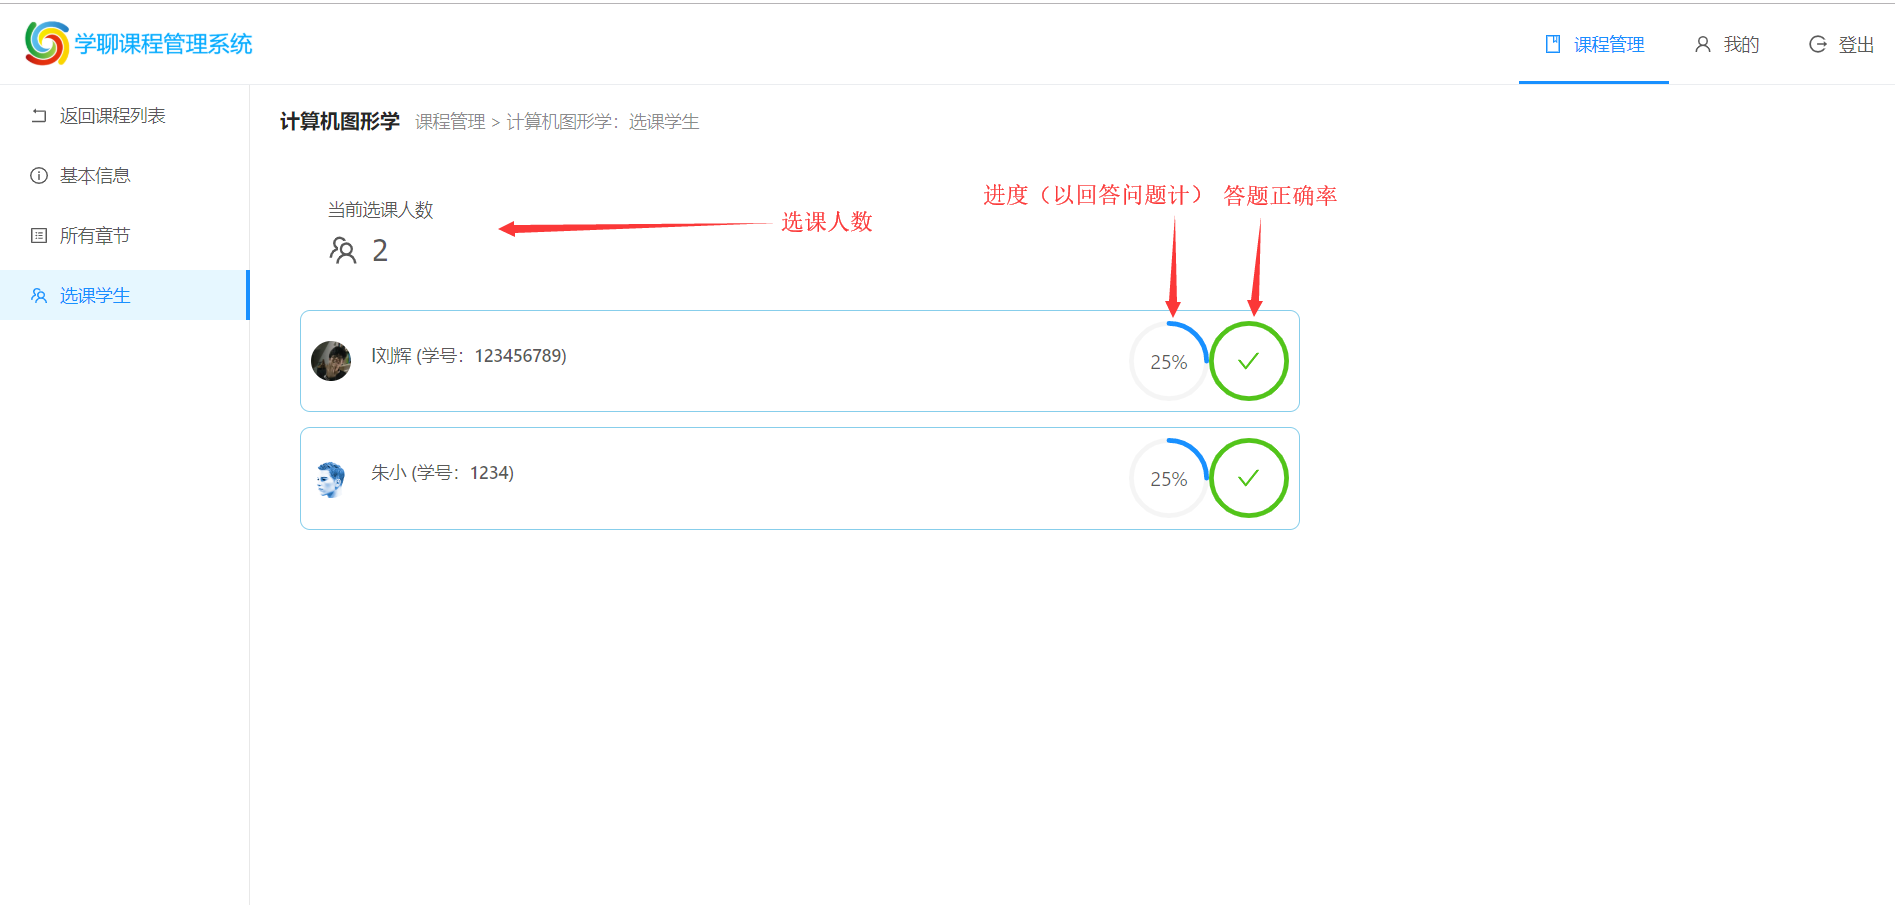 学聊课程管理系统
课程管理
我的
登出
返回课程列表
基本信息
所有章节
选课学生
计算机图形学 课程管理 > 计算机图形学：选课学生
当前选课人数
2
选课人数
进度（以回答问题计）
答题正确率
l刘辉 (学号：123456789)
25%
朱小 (学号：1234)
25%